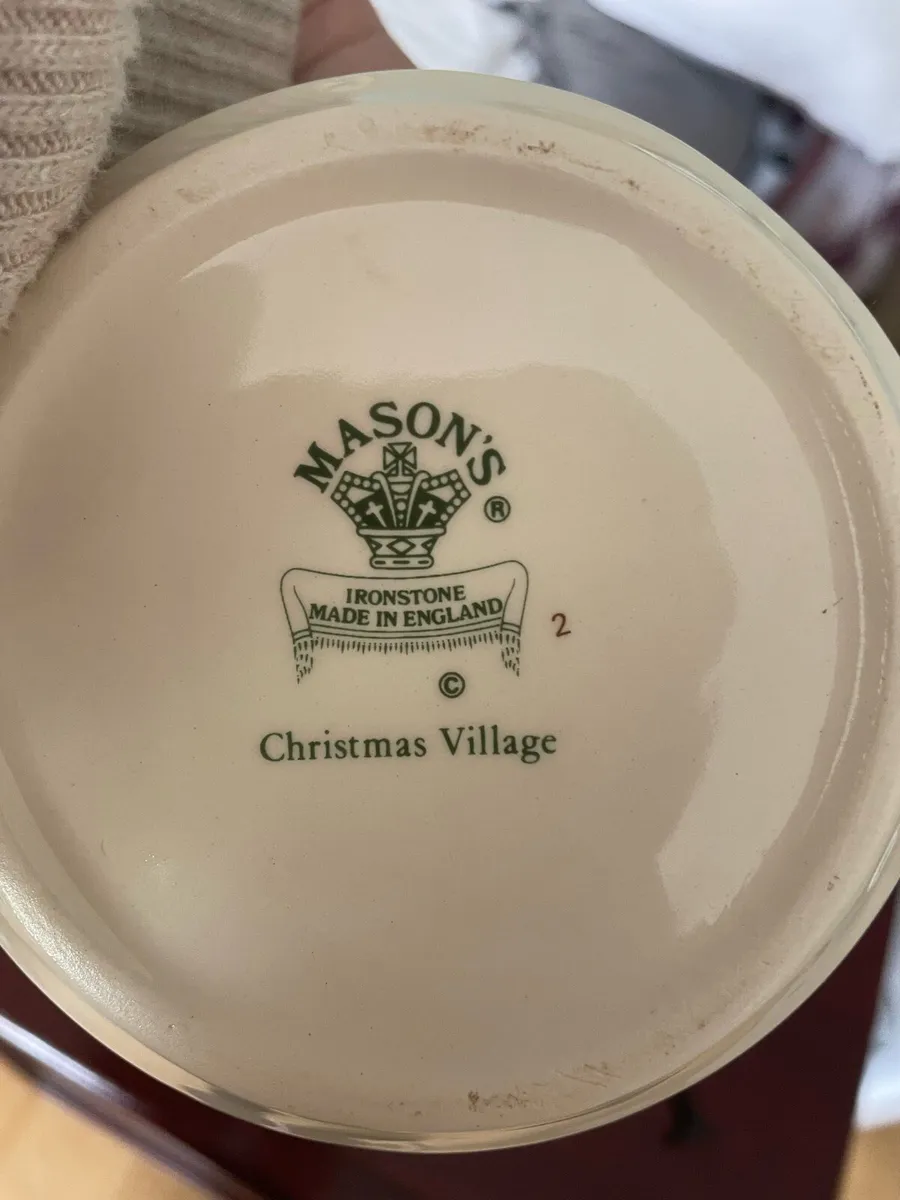 MASON'S
®
IRONSTONE
MADE IN ENGLAND
2
©
Christmas Village